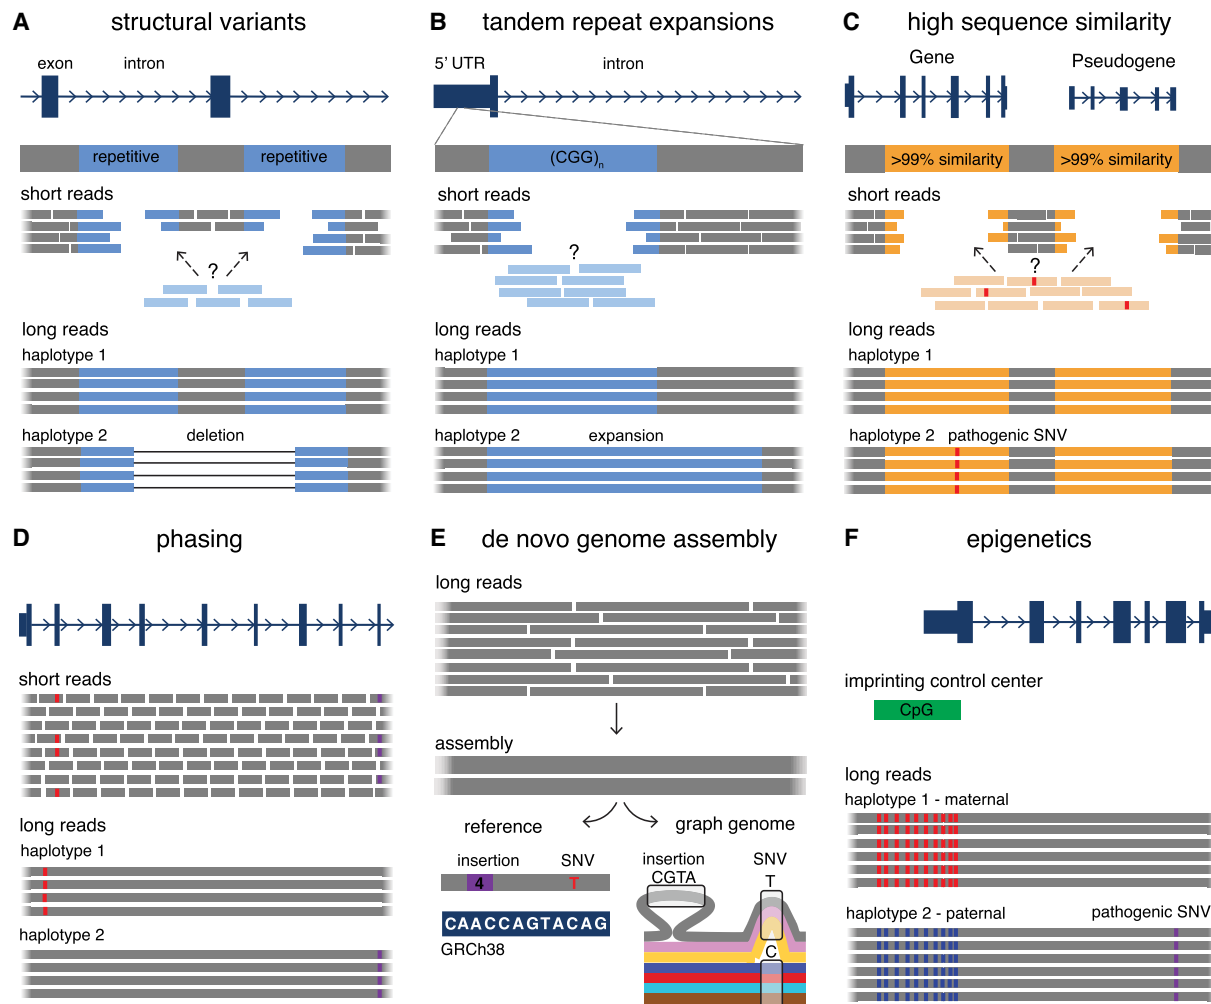 A structural variants
exon intron
repetitive repetitive
short reads
?
long reads
haplotype 1
haplotype 2 deletion
B tandem repeat expansions
5' UTR intron
(CGG)n
short reads
?
long reads
haplotype 1
haplotype 2 expansion
C high sequence similarity
Gene Pseudogene
>99% similarity >99% similarity
short reads
?
long reads
haplotype 1
haplotype 2 pathogenic SNV
D phasing
short reads
long reads
haplotype 1
haplotype 2
E de novo genome assembly
long reads
assembly
reference graph genome
insertion SNV
4 T
CAACCAGTACAG
GRCh38
insertion SNV
CGTA T
C
F epigenetics
imprinting control center
CpG
long reads
haplotype 1 - maternal
haplotype 2 - paternal pathogenic SNV